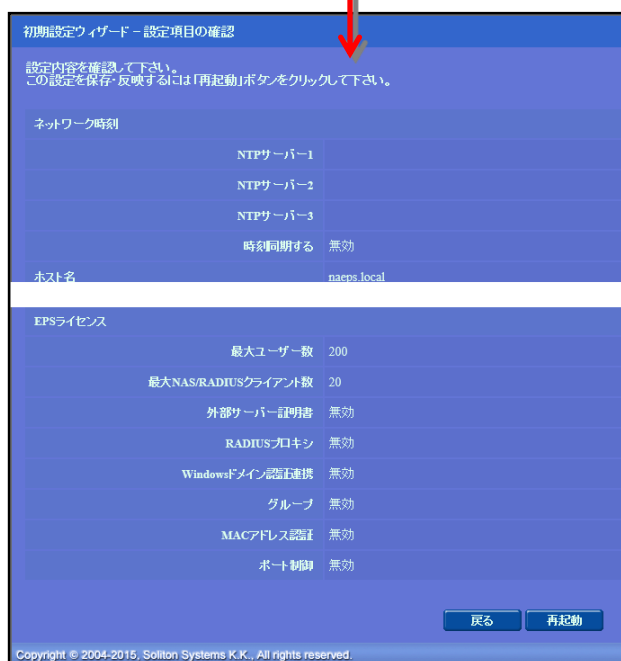 初期設定ウィザード - 設定項目の確認
設定内容を確認して下さい。
この設定を保存・反映するには「再起動」ボタンをクリックして下さい。
ネットワーク時刻
NTPサーバー1
NTPサーバー2
NTPサーバー3
時刻同期する 無効
ホスト名 naeps.local
EPSライセンス
最大ユーザー数 200
最大NAS/RADIUSクライアント数 20
外部サーバー証明書 無効
RADIUSプロキシ 無効
Windowsドメイン認証連携 無効
グループ 無効
MACアドレス認証 無効
ポート制御 無効
戻る 再起動
Copyright © 2004-2015, Soliton Systems K.K., All rights reserved.